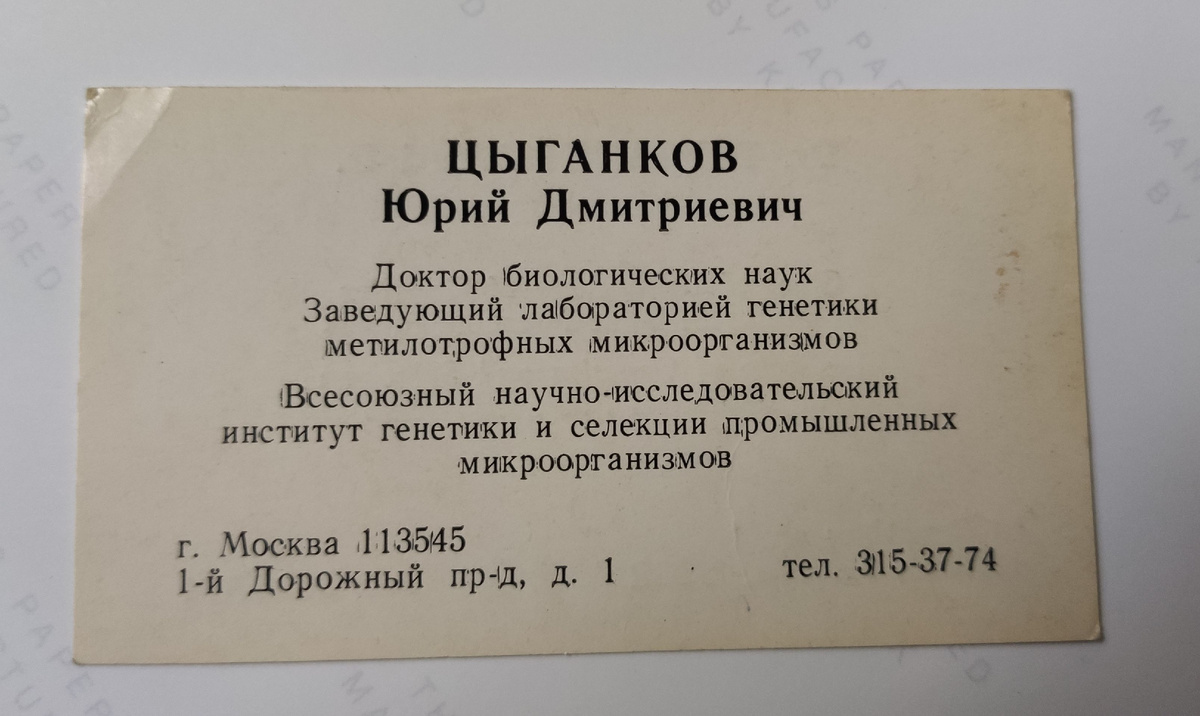 ЦЫГАНКОВ
Юрий Дмитриевич
Доктор биологических наук
Заведующий лабораторией генетики
метилотрофных микроорганизмов
Всесоюзный научно-исследовательский
институт генетики и селекции промышленных
микроорганизмов
г. Москва 113545
1-й Дорожный пр-д, д. 1
тел. 315-37-74